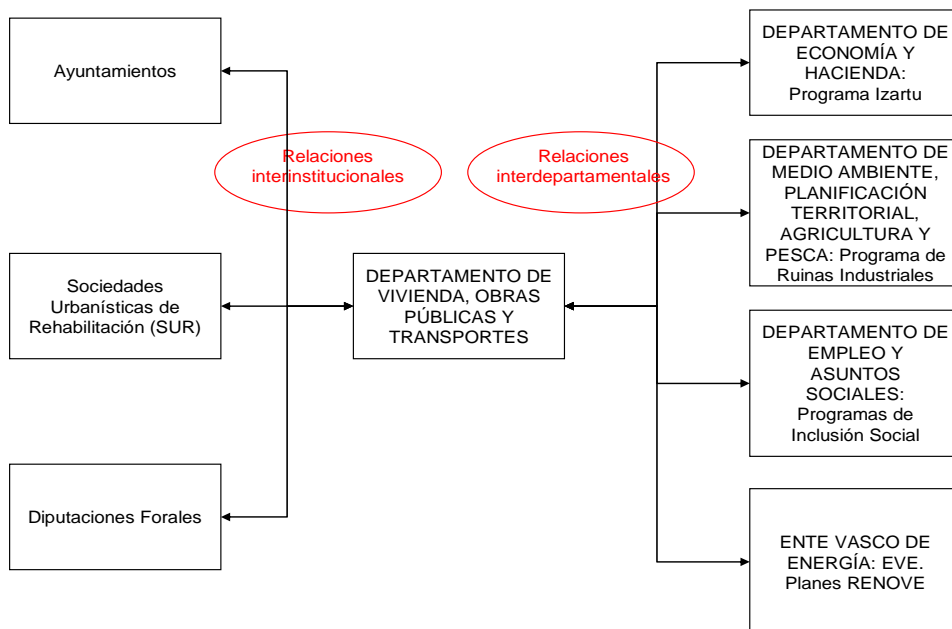 Ayuntamientos
Relaciones
interinstitucionales
Sociedades
Urbanísticas de
Rehabilitación (SUR)
Diputaciones Forales
DEPARTAMENTO DE
VIVIENDA, OBRAS
PÚBLICAS Y
TRANSPORTES
Relaciones
interdepartamentales
DEPARTAMENTO DE
ECONOMÍA Y
HACIENDA:
Programa Izartu
DEPARTAMENTO DE
MEDIO AMBIENTE,
PLANIFICACIÓN
TERRITORIAL,
AGRICULTURA Y
PESCA: Programa de
Ruinas Industriales
DEPARTAMENTO DE
EMPLEO Y
ASUNTOS
SOCIALES:
Programas de
Inclusión Social
ENTE VASCO DE
ENERGÍA: EVE.
Planes RENOVE